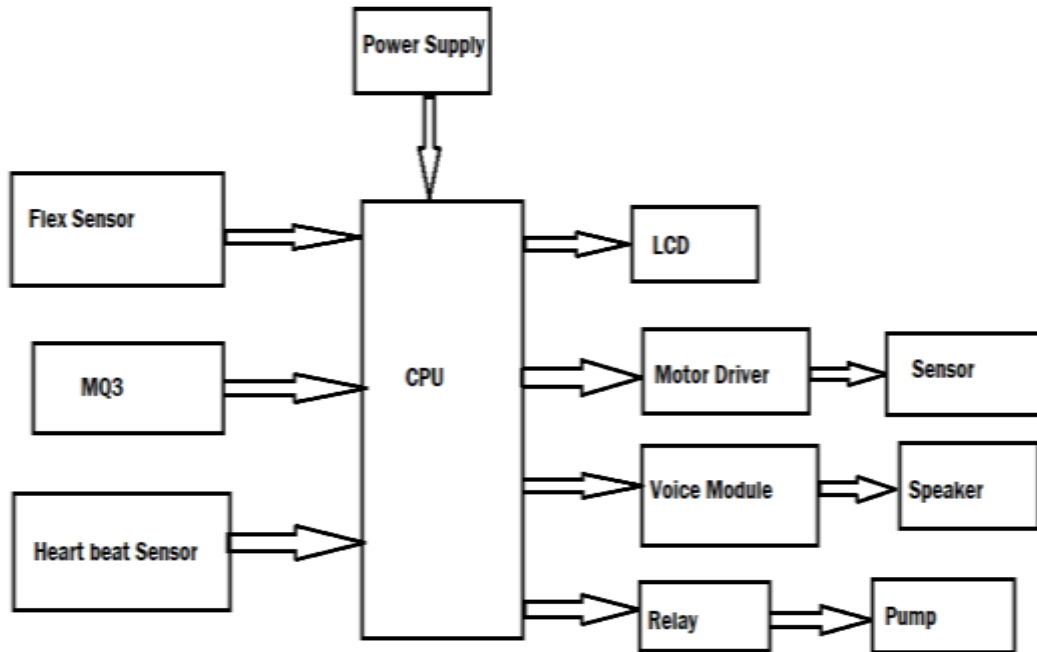 Power Supply
Flex Sensor
LCD
MQ3
CPU
Motor Driver
Sensor
Heart beat Sensor
Voice Module
Speaker
Relay
Pump